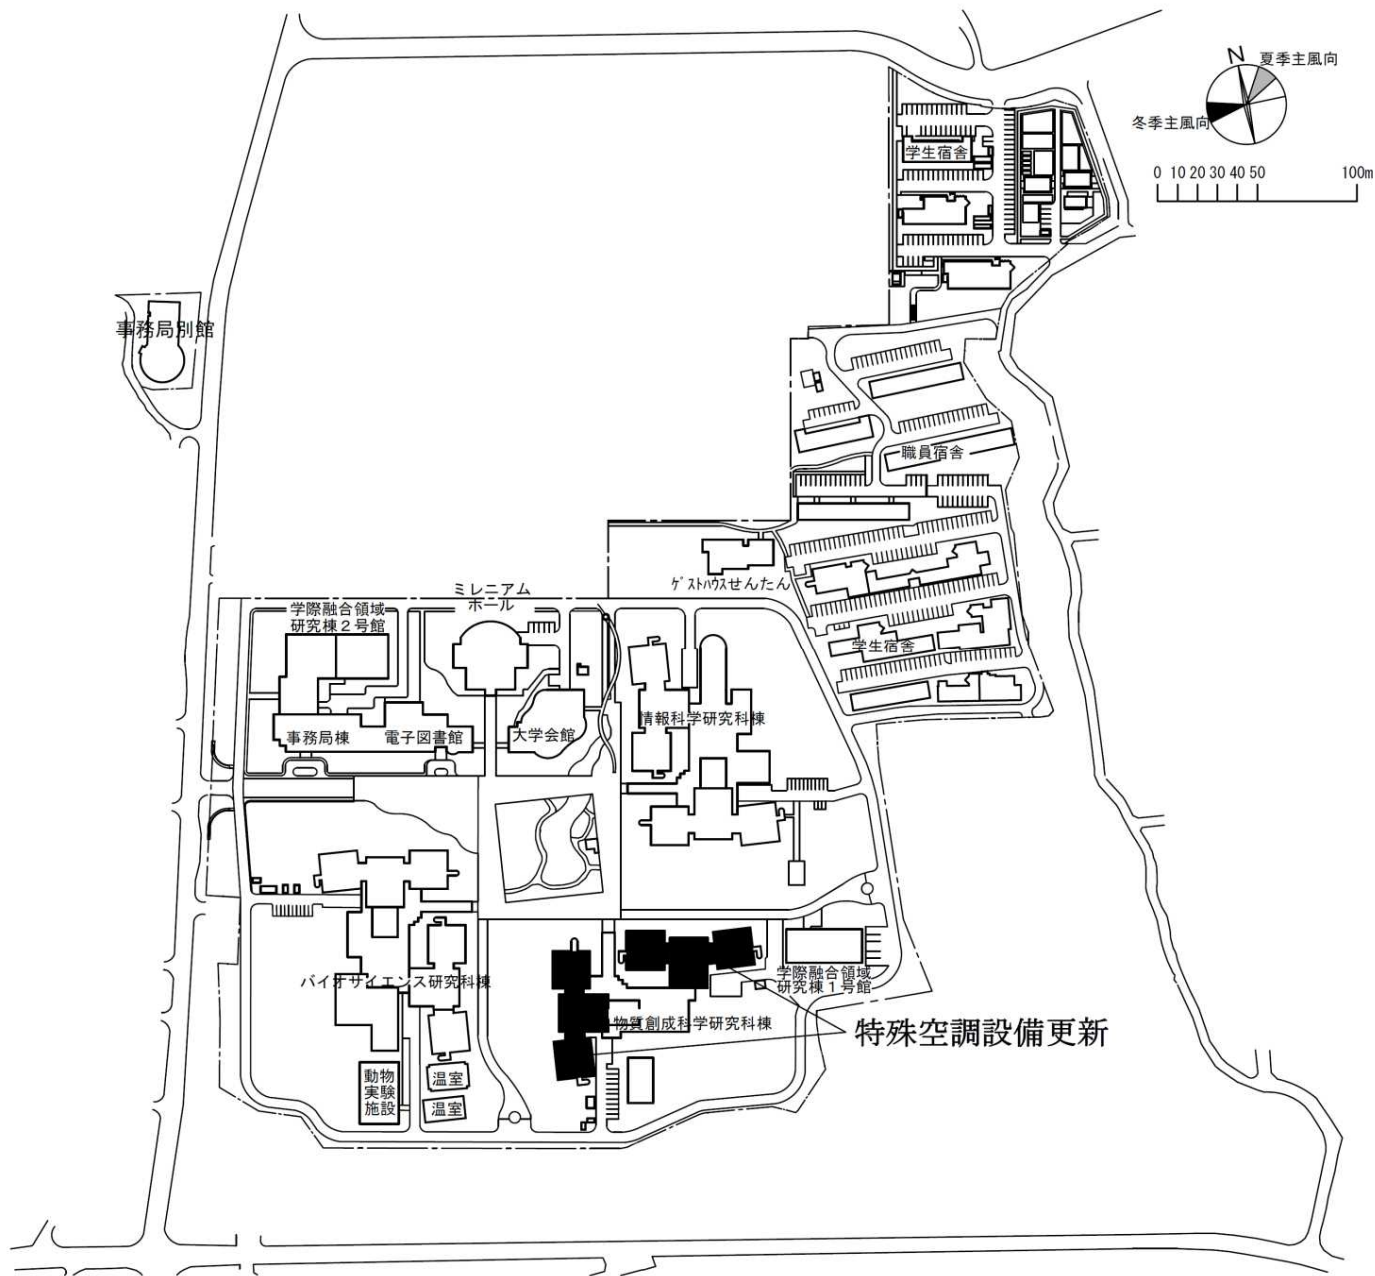 N
夏季主風向
冬季主風向
0 10 20 30 40 50 100m
学生宿舎
事務局別館
職員宿舎
ゲストハウスせんたん
ミレニアム
ホール
学際融合領域
研究棟2号館
学生宿舎
情報科学研究科棟
事務局棟
電子図書館
大学会館
バイオサイエンス研究科棟
学際融合領域
研究棟1号館
物質創成科学研究科棟
特殊空調設備更新
動物
実験
施設
温室
温室